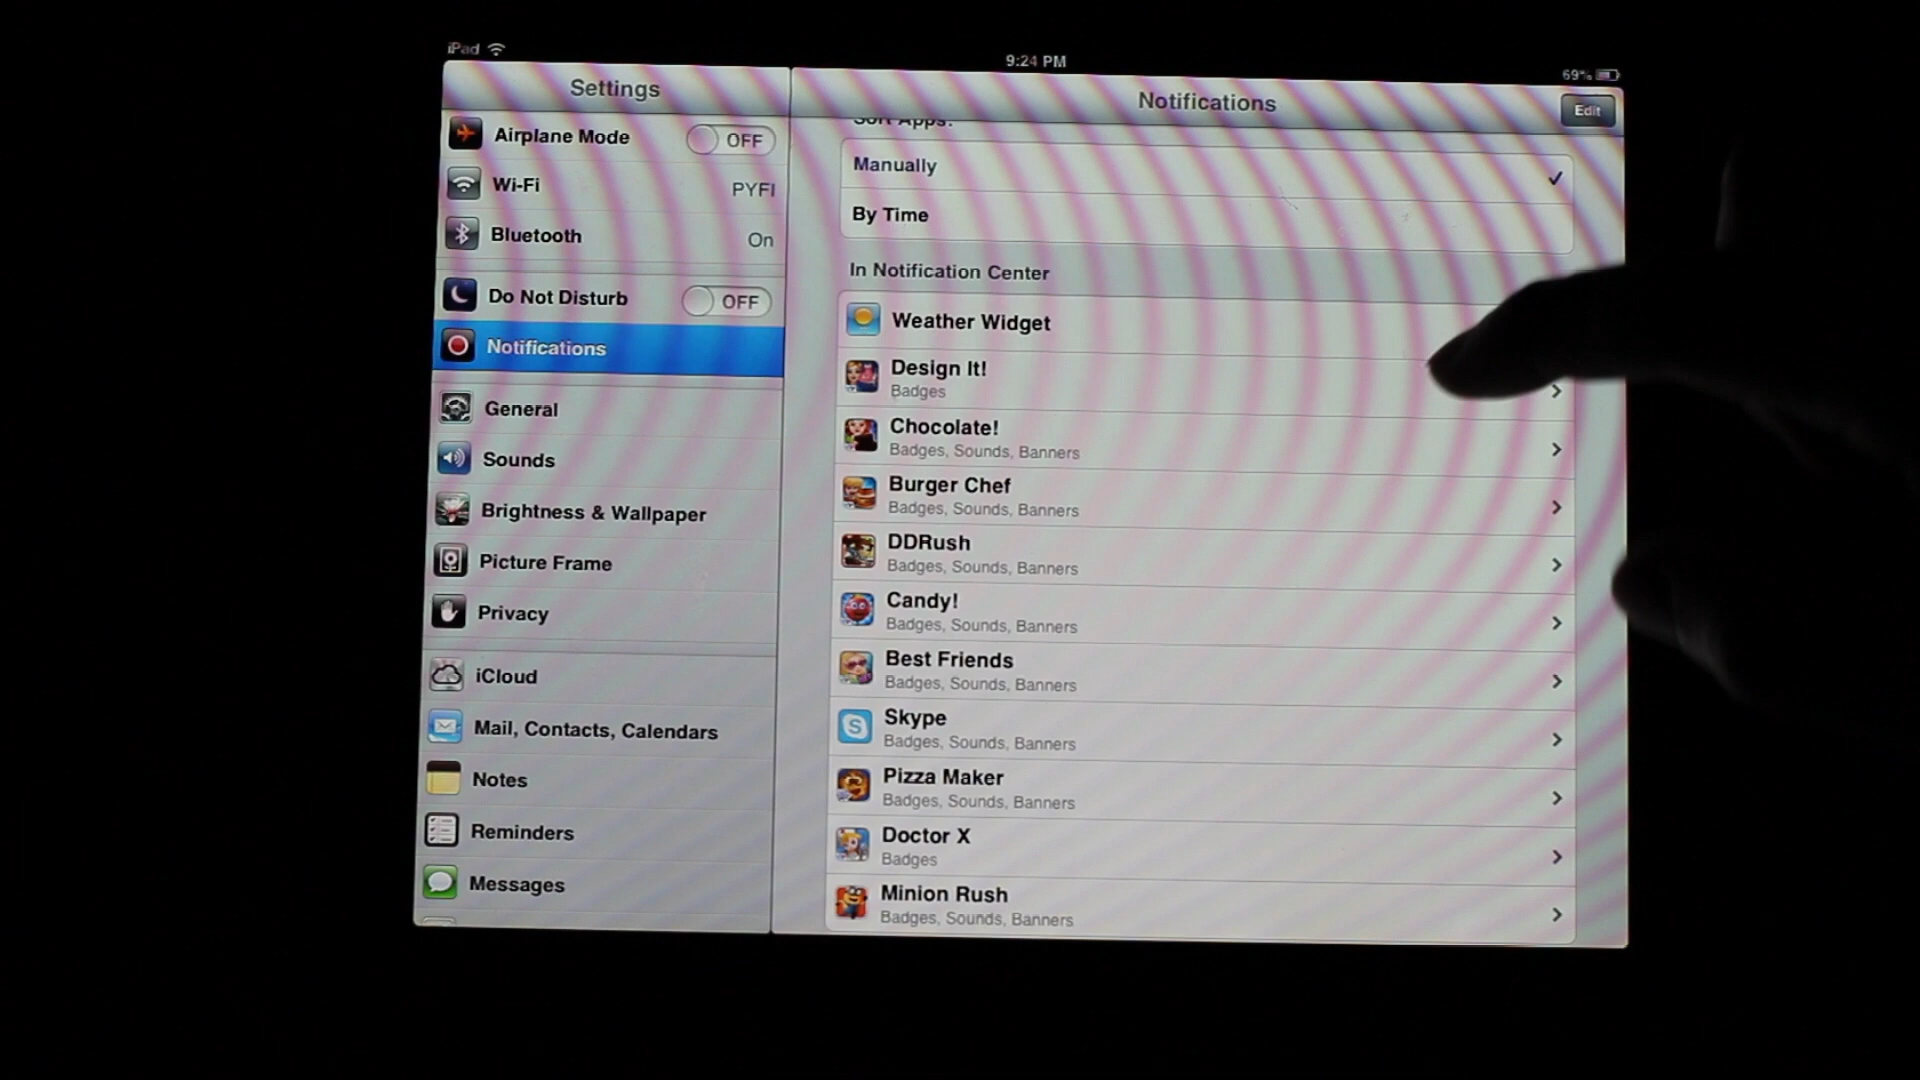 iPad
9:24 PM
69%
Settings
Airplane Mode OFF
Wi-Fi PYFI
Bluetooth On
Do Not Disturb OFF
Notifications
General
Sounds
Brightness & Wallpaper
Picture Frame
Privacy
iCloud
Mail, Contacts, Calendars
Notes
Reminders
Messages
Notifications
Edit
Sort Apps:
Manually
By Time
In Notification Center
Weather Widget
Design It!
Badges
Chocolate!
Badges, Sounds, Banners
Burger Chef
Badges, Sounds, Banners
DDRush
Badges, Sounds, Banners
Candy!
Badges, Sounds, Banners
Best Friends
Badges, Sounds, Banners
Skype
Badges, Sounds, Banners
Pizza Maker
Badges, Sounds, Banners
Doctor X
Badges
Minion Rush
Badges, Sounds, Banners